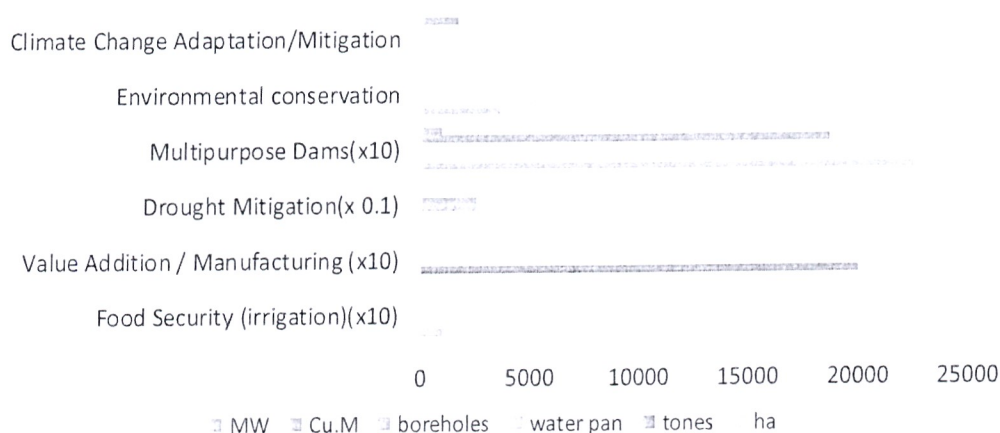 Climate Change Adaptation/Mitigation
Environmental conservation
Multipurpose Dams(x10)
Drought Mitigation(x 0.1)
Value Addition / Manufacturing (x10)
Food Security (irrigation)(x10)
0 5000 10000 15000 20000 25000
MW Cu.M boreholes water pan tones ha